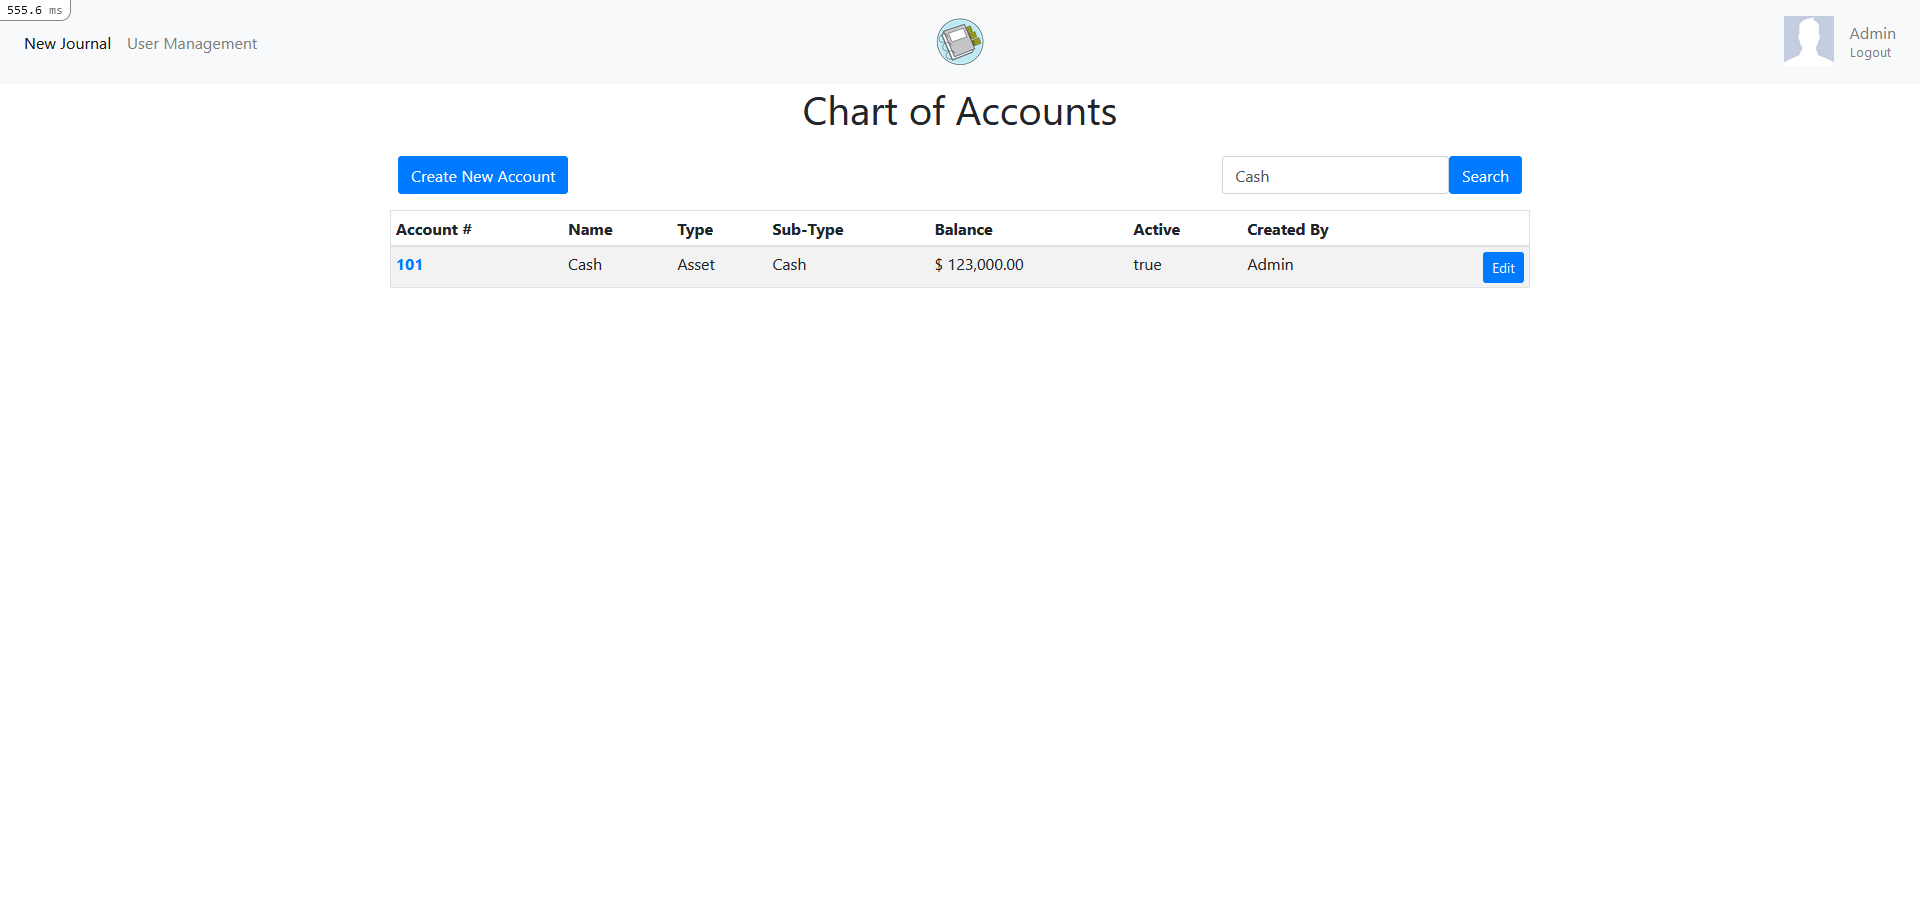 555.6 ms
New Journal User Management
Admin
Logout
Chart of Accounts
Create New Account Cash Search
Account # Name Type Sub-Type Balance Active Created By
101 Cash Asset Cash $ 123,000.00 true Admin Edit